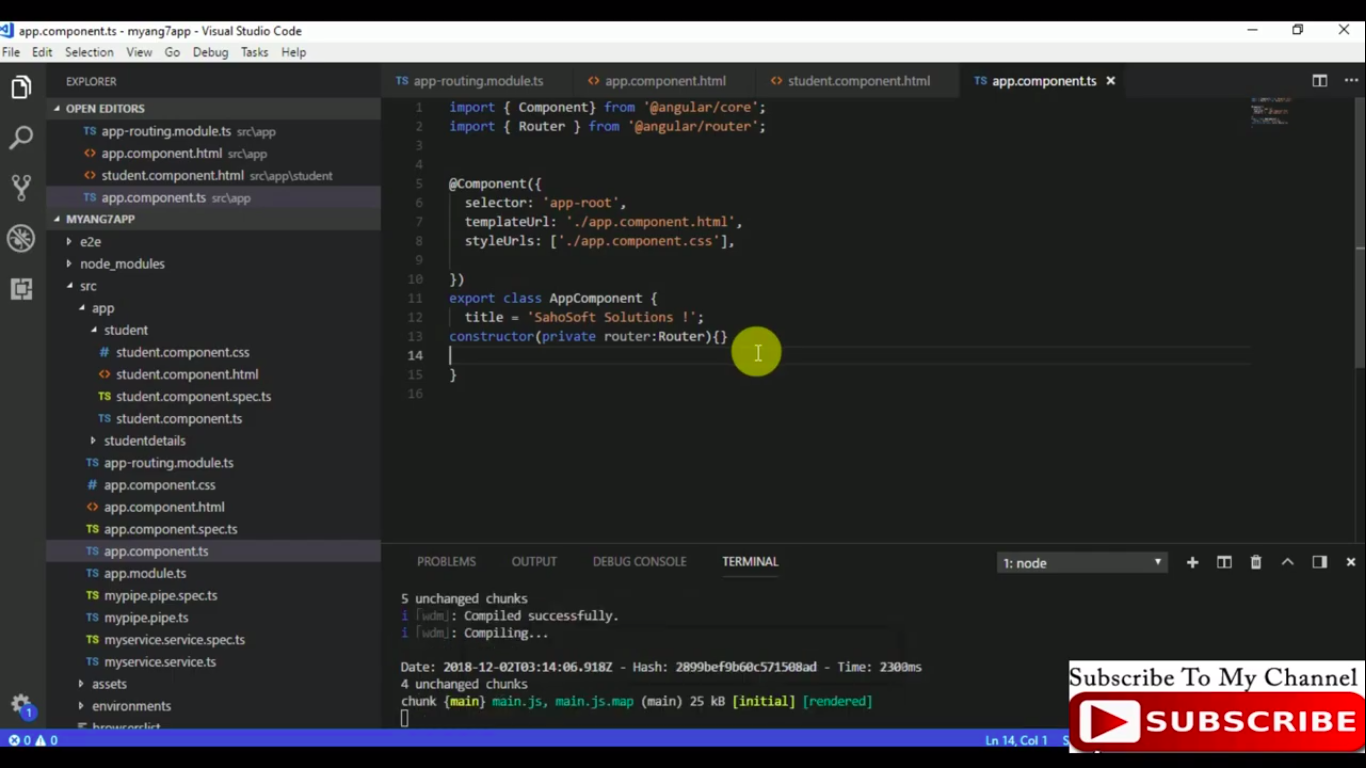 app.component.ts - myang7app - Visual Studio Code
File Edit Selection View Go Debug Tasks Help
EXPLORER
OPEN EDITORS
TS app-routing.module.ts src\app
<> app.component.html src\app
<> student.component.html src\app\student
TS app.component.ts src\app
MYANG7APP
e2e
node_modules
src
app
student
# student.component.css
<> student.component.html
TS student.component.spec.ts
TS student.component.ts
studentdetails
TS app-routing.module.ts
# app.component.css
<> app.component.html
TS app.component.spec.ts
TS app.component.ts
TS app.module.ts
TS mypipe.pipe.spec.ts
TS mypipe.pipe.ts
TS myservice.service.spec.ts
TS myservice.service.ts
assets
environments
browserslist
1
TS app-routing.module.ts <> app.component.html <> student.component.html TS app.component.ts ×
1 import { Component} from '@angular/core';
2 import { Router } from '@angular/router';
3
4
5 @Component({
6 selector: 'app-root',
7 templateUrl: './app.component.html',
8 styleUrls: ['./app.component.css'],
9
10 })
11 export class AppComponent {
12 title = 'SahoSoft Solutions !';
13 constructor(private router:Router){}
14
15 }
16
PROBLEMS OUTPUT DEBUG CONSOLE TERMINAL 1: node
5 unchanged chunks
i ｢wdm｣: Compiled successfully.
i ｢wdm｣: Compiling...
Date: 2018-12-02T03:14:06.918Z - Hash: 2899bef9b60c571508ad - Time: 2300ms
4 unchanged chunks
chunk {main} main.js, main.js.map (main) 25 kB [initial] [rendered]
0 0 Ln 14, Col 1
Subscribe To My Channel
SUBSCRIBE